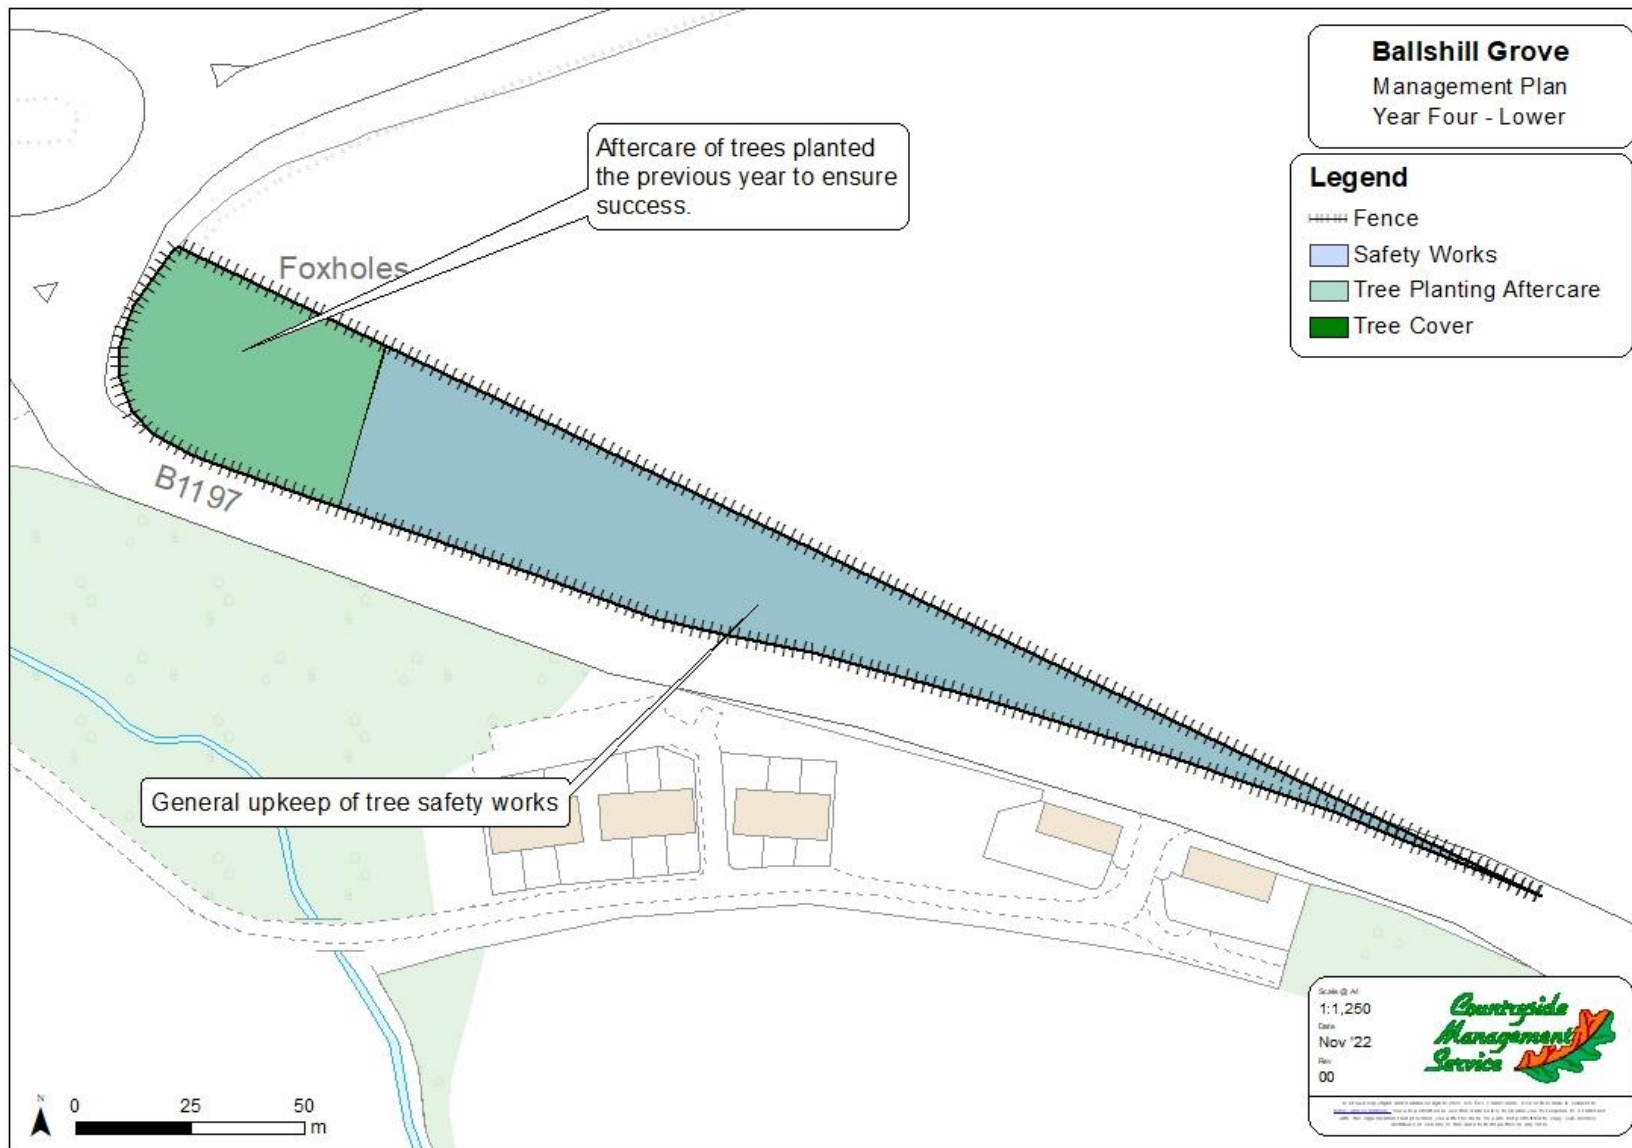 Ballshill Grove
Management Plan
Year Four - Lower
Legend
Fence
Safety Works
Tree Planting Aftercare
Tree Cover
Aftercare of trees planted
the previous year to ensure
success.
Foxholes
B1197
General upkeep of tree safety works
N
0 25 50
m
Scale @ A4
1:1,250
Date
Nov '22
Rev
00
Countryside
Management
Service